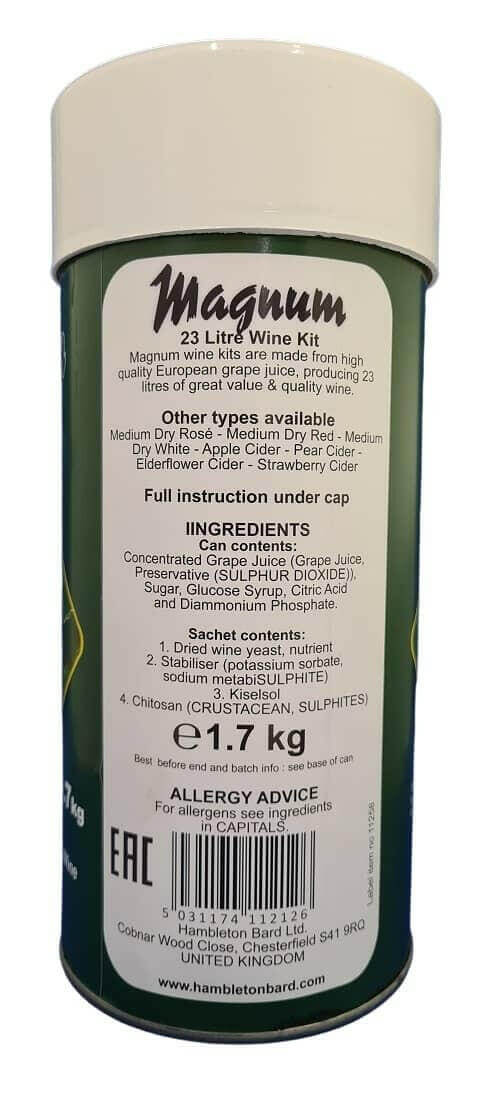 Magnum
23 Litre Wine Kit
Magnum wine kits are made from high
quality European grape juice, producing 23
litres of great value & quality wine.
Other types available
Medium Dry Rosé - Medium Dry Red - Medium
Dry White - Apple Cider - Pear Cider -
Elderflower Cider - Strawberry Cider
Full instruction under cap
IINGREDIENTS
Can contents:
Concentrated Grape Juice (Grape Juice,
Preservative (SULPHUR DIOXIDE)),
Sugar, Glucose Syrup, Citric Acid
and Diammonium Phosphate.
Sachet contents:
1. Dried wine yeast, nutrient
2. Stabiliser (potassium sorbate,
sodium metabiSULPHITE)
3. Kiselsol
4. Chitosan (CRUSTACEAN, SULPHITES)
℮1.7 kg
Best before end and batch info : see base of can
ALLERGY ADVICE
For allergens see ingredients
in CAPITALS.
EAC
5 031174 112126
Hambleton Bard Ltd.
Cobnar Wood Close, Chesterfield S41 9RQ
UNITED KINGDOM
www.hambletonbard.com
Label item no 11256
.7kg